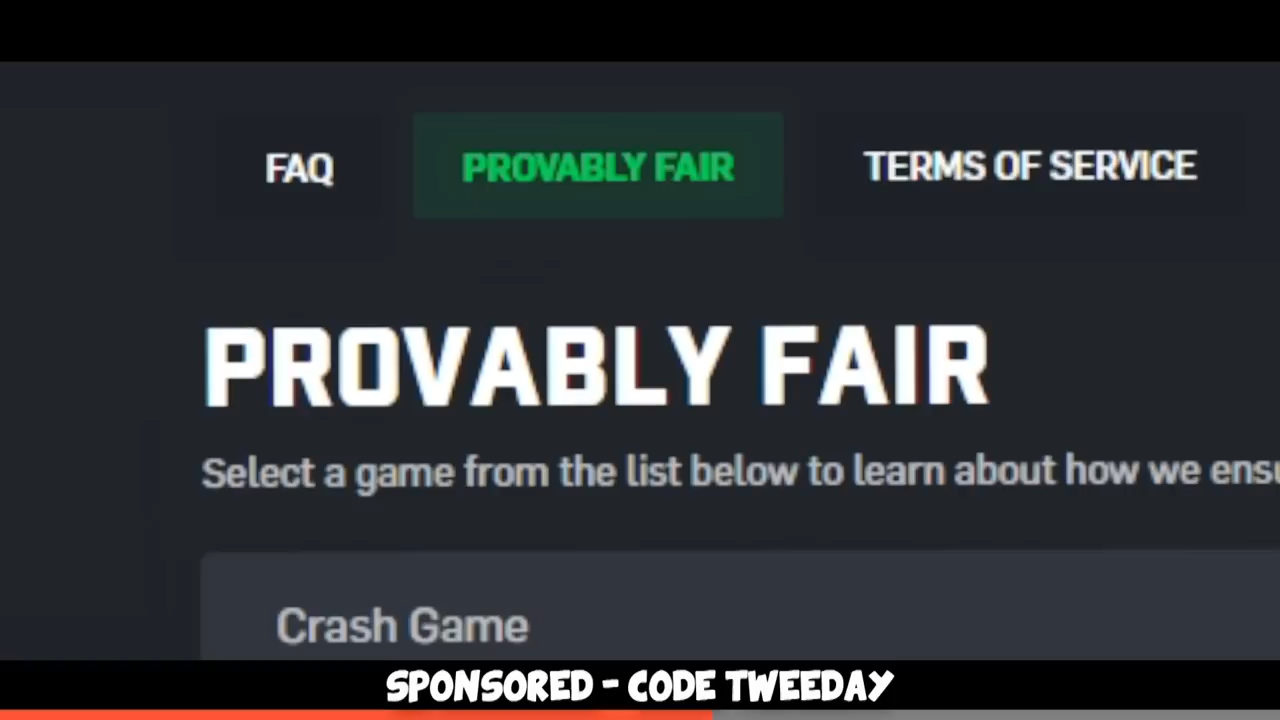 FAQ PROVABLY FAIR TERMS OF SERVICE
PROVABLY FAIR
Select a game from the list below to learn about how we
Crash Game
SPONSORED - CODE TWEEDAY